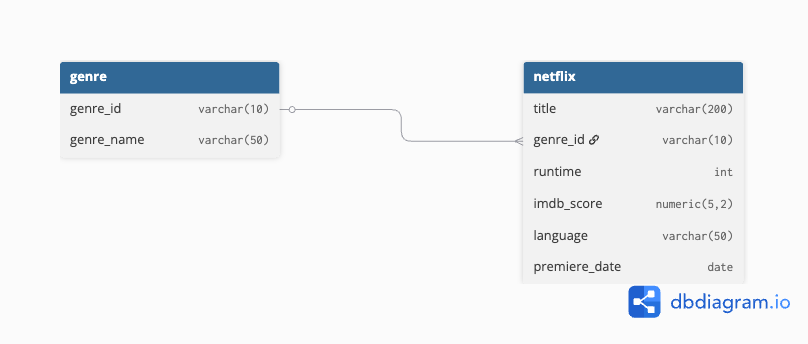 genre
genre_id varchar(10)
genre_name varchar(50)
netflix
title varchar(200)
genre_id varchar(10)
runtime int
imdb_score numeric(5,2)
language varchar(50)
premiere_date date
dbdiagram.io